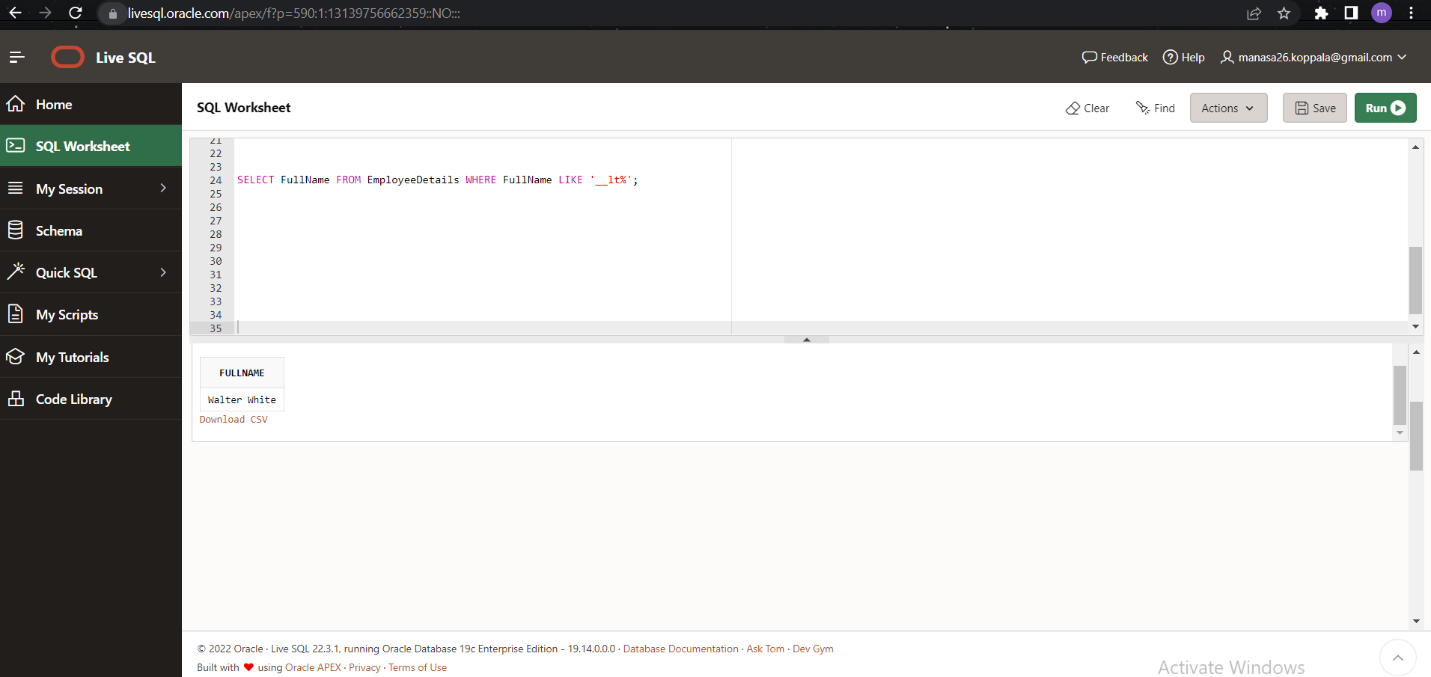 livesql.oracle.com/apex/f?p=590:1:13139756662359::NO:::
m
Live SQL
Feedback
Help
manasa26.koppala@gmail.com
Home
SQL Worksheet
My Session
Schema
Quick SQL
My Scripts
My Tutorials
Code Library
SQL Worksheet
Clear
Find
Actions
Save
Run
21
22
23
24 SELECT FullName FROM EmployeeDetails WHERE FullName LIKE '__lt%';
25
26
27
28
29
30
31
32
33
34
35
FULLNAME
Walter White
Download CSV
© 2022 Oracle · Live SQL 22.3.1, running Oracle Database 19c Enterprise Edition - 19.14.0.0.0 · Database Documentation · Ask Tom · Dev Gym
Built with ❤ using Oracle APEX · Privacy · Terms of Use
Activate Windows